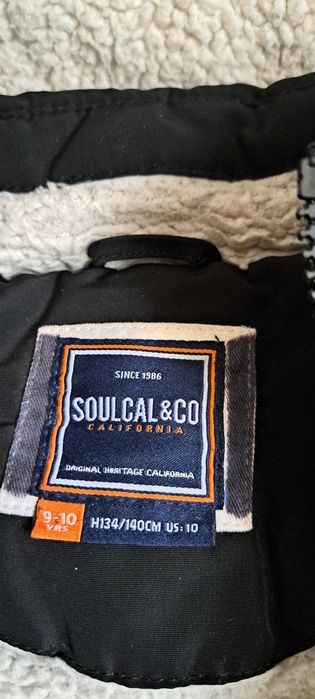 SINCE 1986
SOULCAL&CO
CALIFORNIA
ORIGINAL HERITAGE CALIFORNIA
9-10 H134/140CM US: 10
YRS